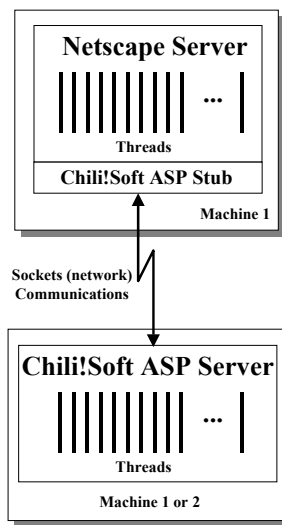 Netscape Server
...
Threads
Chili!Soft ASP Stub
Machine 1
Sockets (network)
Communications
Chili!Soft ASP Server
...
Threads
Machine 1 or 2